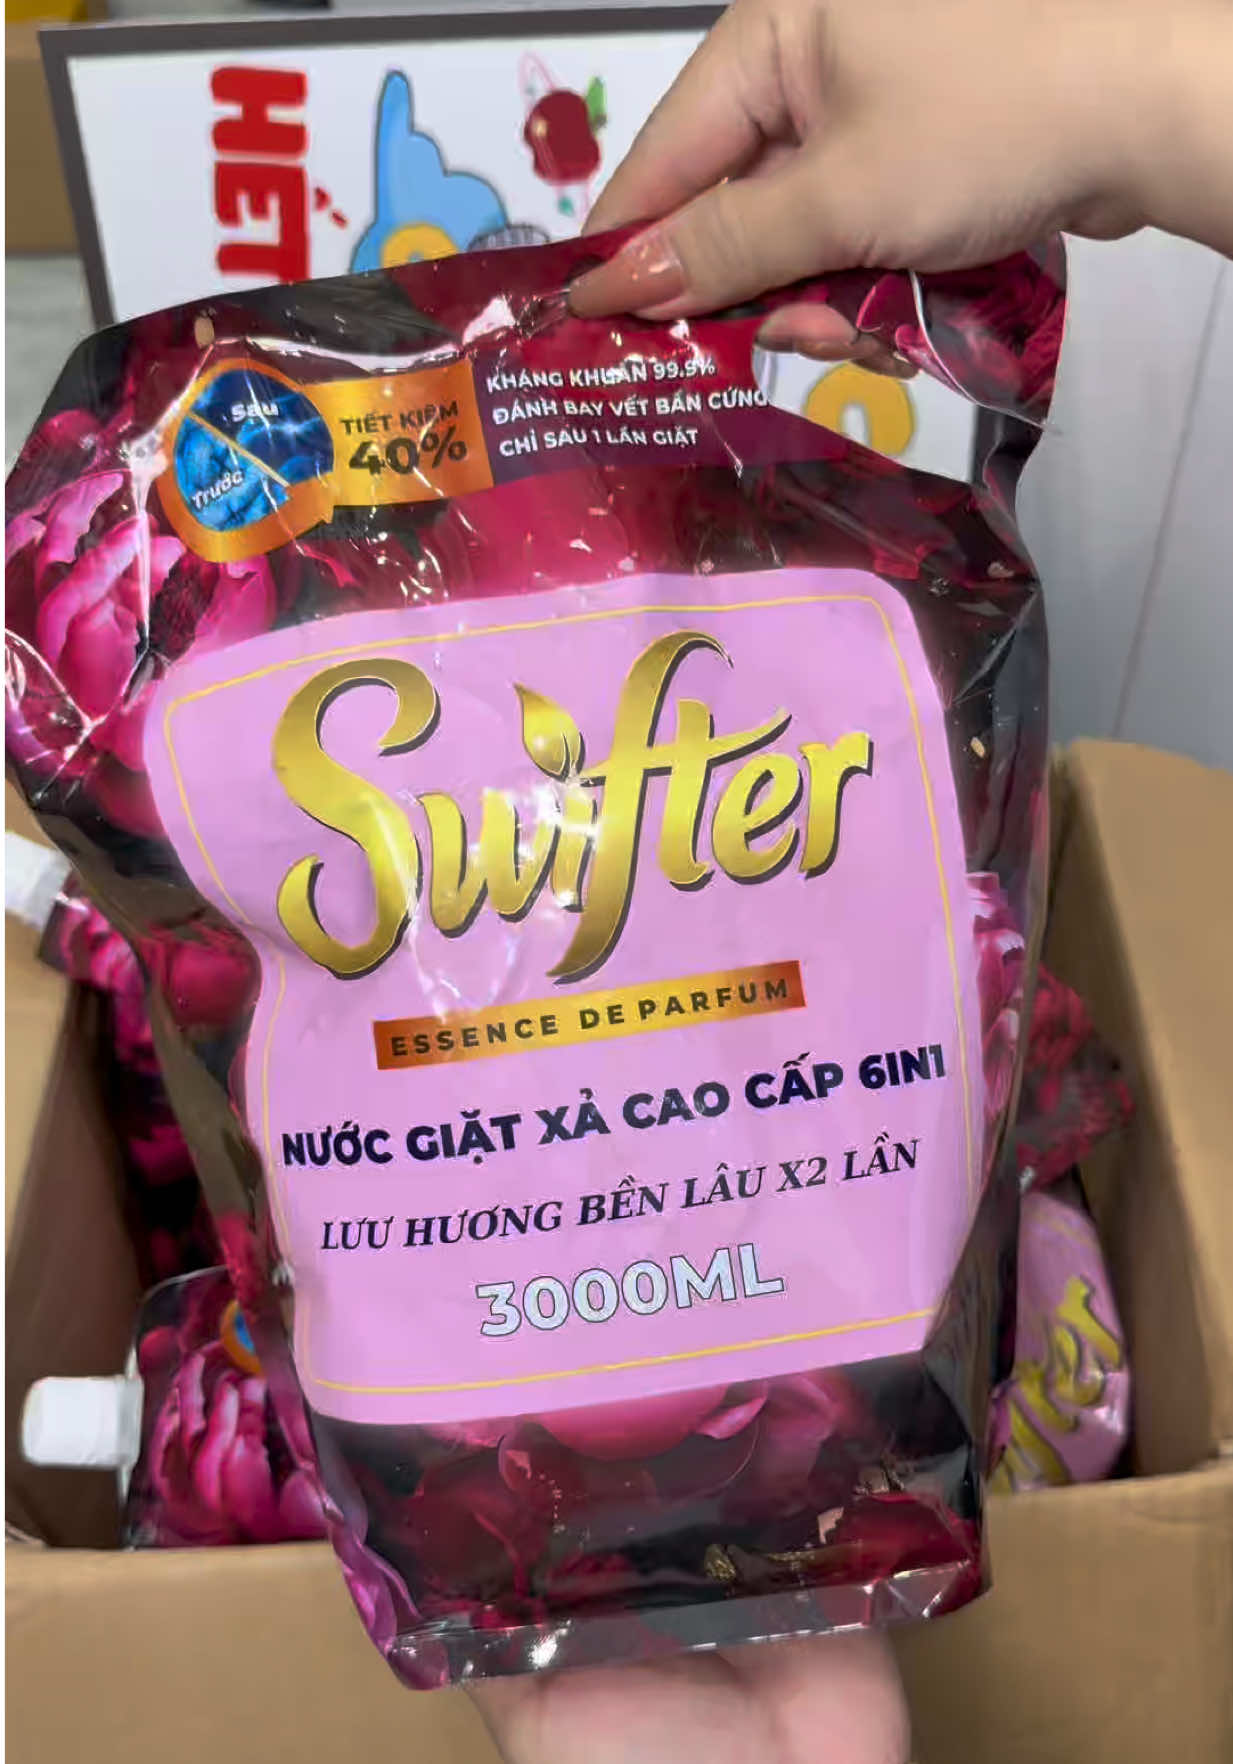 HẾT
Sau
Trước
TIẾT KIỆM
40%
KHÁNG KHUẨN 99.9%
ĐÁNH BAY VẾT BẨN CỨNG
CHỈ SAU 1 LẦN GIẶT
Swifter
ESSENCE DE PARFUM
NƯỚC GIẶT XẢ CAO CẤP 6IN1
LƯU HƯƠNG BỀN LÂU X2 LẦN
3000ML